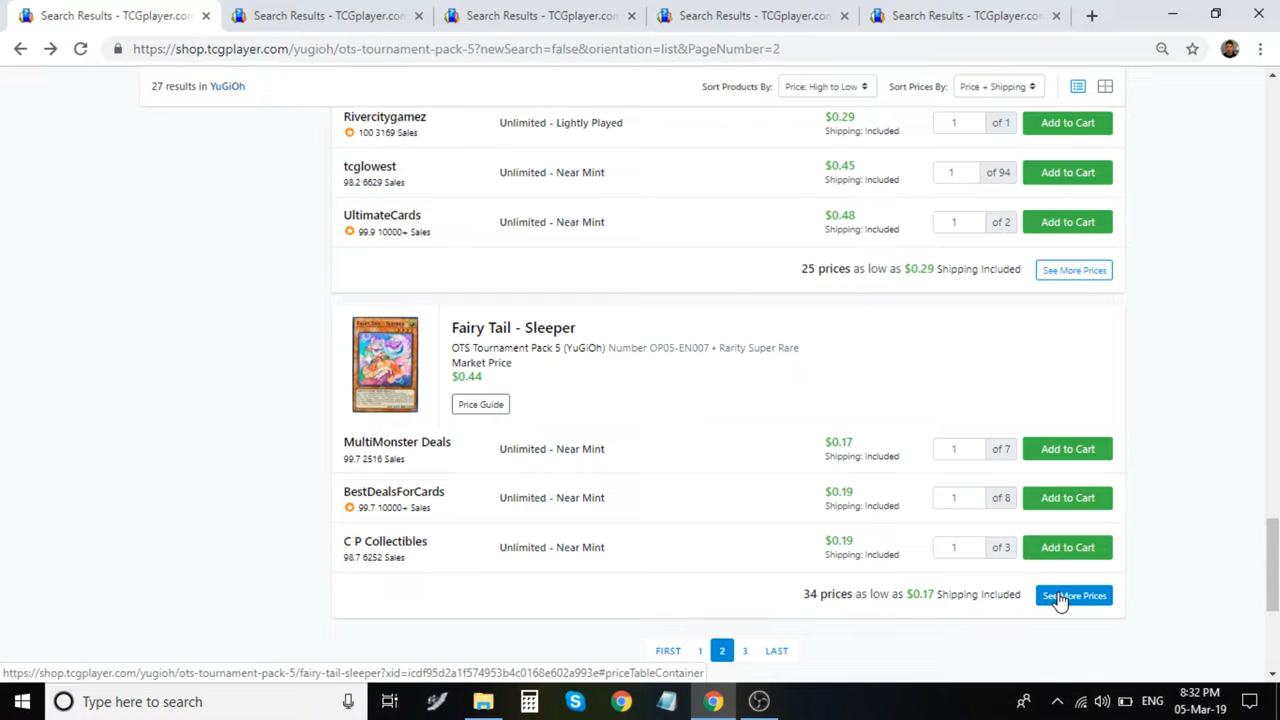 Search Results - TCGplayer.com
Search Results - TCGplayer.com
Search Results - TCGplayer.com
Search Results - TCGplayer.com
Search Results - TCGplayer.com
https://shop.tcgplayer.com/yugioh/ots-tournament-pack-5?newSearch=false&orientation=list&PageNumber=2
27 results in YuGiOh
Sort Products By: Price: High to Low
Sort Prices By: Price + Shipping
Rivercitygamez
100 3169 Sales
Unlimited - Lightly Played
$0.29
Shipping: Included
1 of 1
Add to Cart
tcglowest
98.2 6629 Sales
Unlimited - Near Mint
$0.45
Shipping: Included
1 of 94
Add to Cart
UltimateCards
99.9 10000+ Sales
Unlimited - Near Mint
$0.48
Shipping: Included
1 of 2
Add to Cart
25 prices as low as $0.29 Shipping Included
See More Prices
Fairy Tail - Sleeper
OTS Tournament Pack 5 (YuGiOh) Number OP05-EN007 • Rarity Super Rare
Market Price
$0.44
Price Guide
MultiMonster Deals
99.7 2516 Sales
Unlimited - Near Mint
$0.17
Shipping: Included
1 of 7
Add to Cart
BestDealsForCards
99.7 10000+ Sales
Unlimited - Near Mint
$0.19
Shipping: Included
1 of 8
Add to Cart
C P Collectibles
98.7 6252 Sales
Unlimited - Near Mint
$0.19
Shipping: Included
1 of 3
Add to Cart
34 prices as low as $0.17 Shipping Included
See More Prices
FIRST 1 2 3 LAST
https://shop.tcgplayer.com/yugioh/ots-tournament-pack-5/fairy-tail-sleeper?xid=icdf95d2a1f574953b4c0168e602a993e#priceTableContainer
Type here to search
ENG
8:32 PM
05-Mar-19